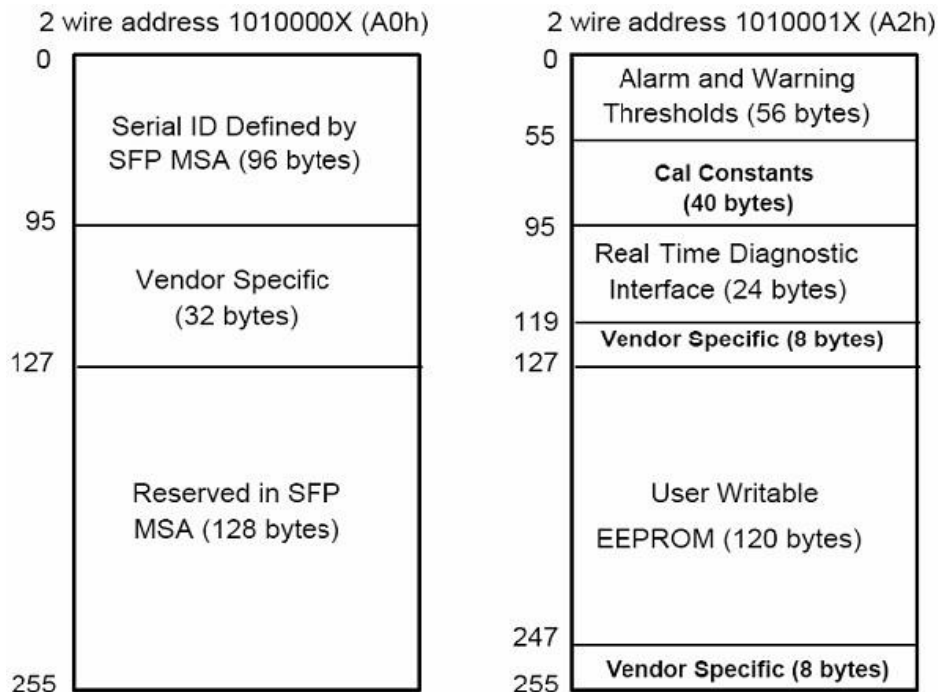 2 wire address 1010000X (A0h)
0
Serial ID Defined by
SFP MSA (96 bytes)
95
Vendor Specific
(32 bytes)
127
Reserved in SFP
MSA (128 bytes)
255
2 wire address 1010001X (A2h)
0
Alarm and Warning
Thresholds (56 bytes)
55
Cal Constants
(40 bytes)
95
Real Time Diagnostic
Interface (24 bytes)
119
Vendor Specific (8 bytes)
127
User Writable
EEPROM (120 bytes)
247
Vendor Specific (8 bytes)
255